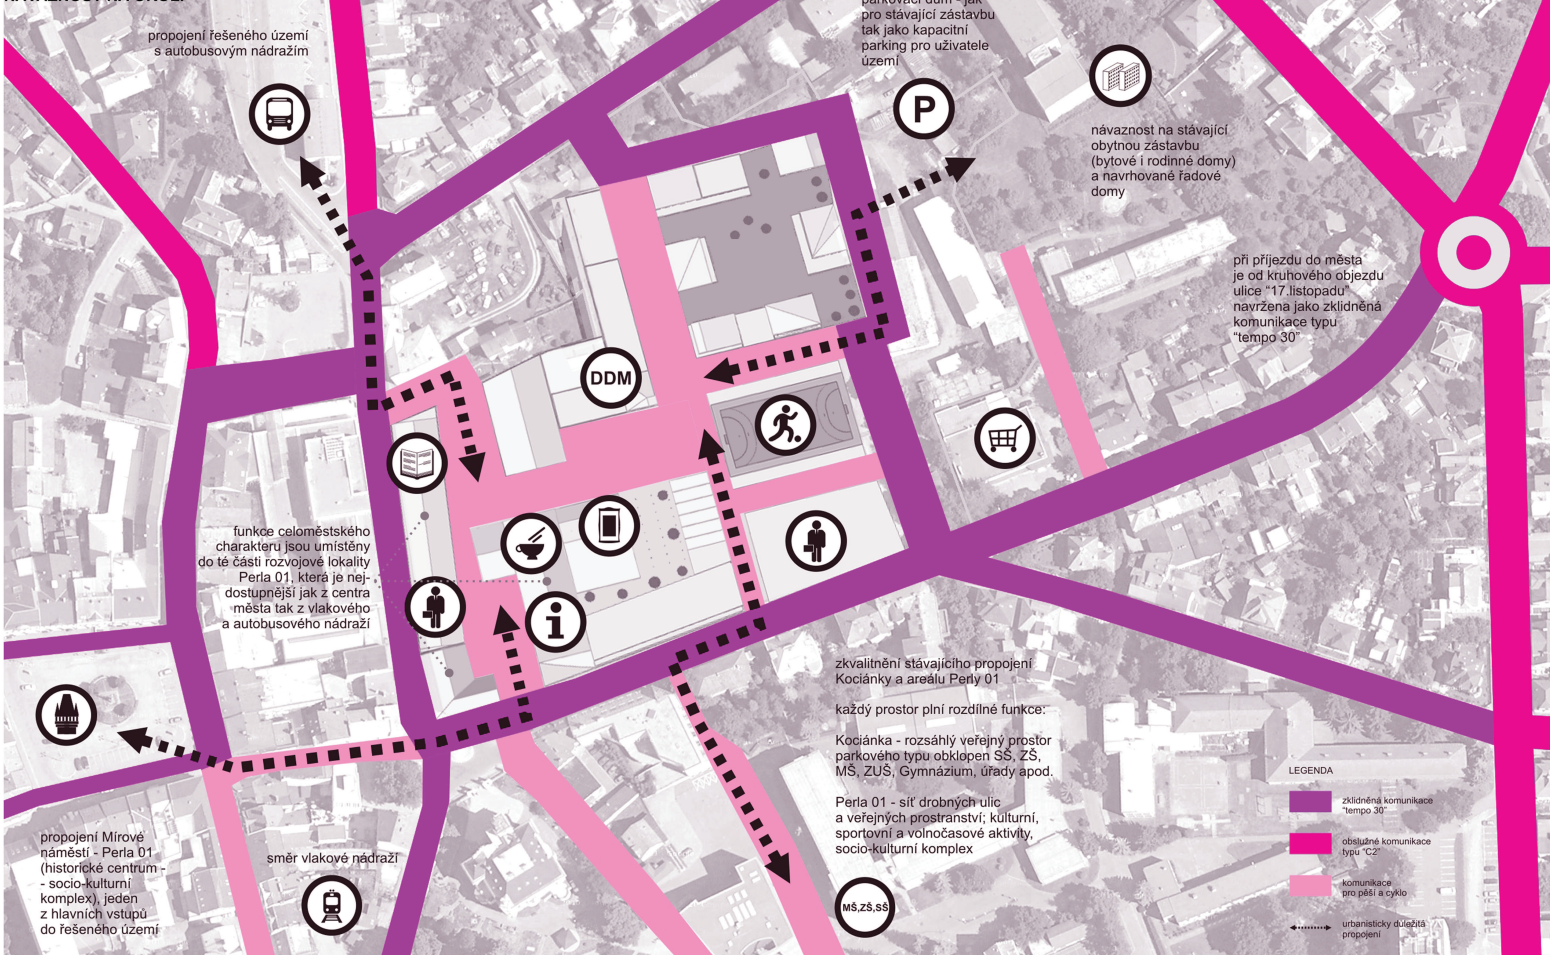 propojení řešeného území
s autobusovým nádražím
parkovací dům - jak
pro stávající zástavbu
tak jako kapacitní
parking pro uživatele
území
P
návaznost na stávající
obytnou zástavbu
(bytové i rodinné domy)
a navrhované řadové
domy
při příjezdu do města
je od kruhového objezdu
ulice “17.listopadu”
navržena jako zklidněná
komunikace typu
“tempo 30”
DDM
funkce celoměstského
charakteru jsou umístěny
do té části rozvojové lokality
Perla 01, která je nej-
dostupnější jak z centra
města tak z vlakového
a autobusového nádraží
i
zkvalitnění stávajícího propojení
Kociánky a areálu Perly 01
každý prostor plní rozdílné funkce:
Kociánka - rozsáhlý veřejný prostor
parkového typu obklopen SŠ, ZŠ,
MŠ, ZUŠ, Gymnázium, úřady apod.
Perla 01 - síť drobných ulic
a veřejných prostranství; kulturní,
sportovní a volnočasové aktivity,
socio-kulturní komplex
MŠ,ZŠ,SŠ
propojení Mírové
náměstí - Perla 01
(historické centrum -
- socio-kulturní
komplex), jeden
z hlavních vstupů
do řešeného území
směr vlakové nádraží
LEGENDA
zklidněná komunikace
“tempo 30”
obslužné komunikace
typu “C2”
komunikace
pro pěší a cyklo
urbanisticky důležitá
propojení